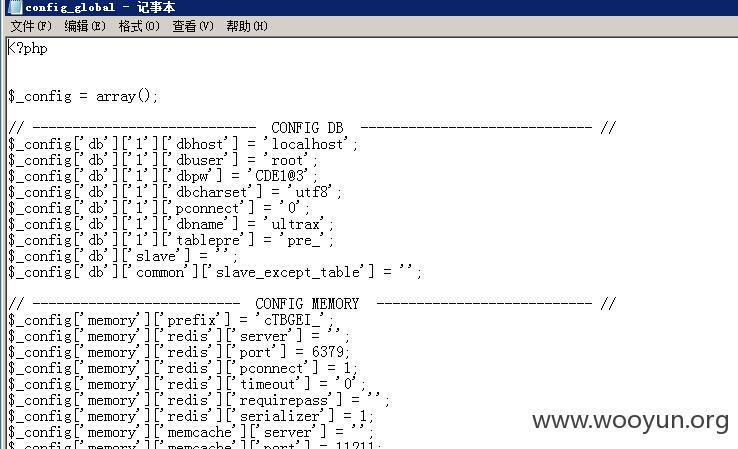 config_global - 记事本
文件(F) 编辑(E) 格式(O) 查看(V) 帮助(H)
<?php
$_config = array();
// ---------------------------- CONFIG DB ----------------------------- //
$_config['db']['1']['dbhost'] = 'localhost';
$_config['db']['1']['dbuser'] = 'root';
$_config['db']['1']['dbpw'] = 'CDE1@3';
$_config['db']['1']['dbcharset'] = 'utf8';
$_config['db']['1']['pconnect'] = '0';
$_config['db']['1']['dbname'] = 'ultrax';
$_config['db']['1']['tablepre'] = 'pre_';
$_config['db']['slave'] = '';
$_config['db']['common']['slave_except_table'] = '';
// -------------------------- CONFIG MEMORY --------------------------- //
$_config['memory']['prefix'] = 'cTBGEI_';
$_config['memory']['redis']['server'] = '';
$_config['memory']['redis']['port'] = 6379;
$_config['memory']['redis']['pconnect'] = 1;
$_config['memory']['redis']['timeout'] = '0';
$_config['memory']['redis']['requirepass'] = '';
$_config['memory']['redis']['serializer'] = 1;
$_config['memory']['memcache']['server'] = '';
$_config['memory']['memcache']['port'] = 11211;
www.wooyun.org